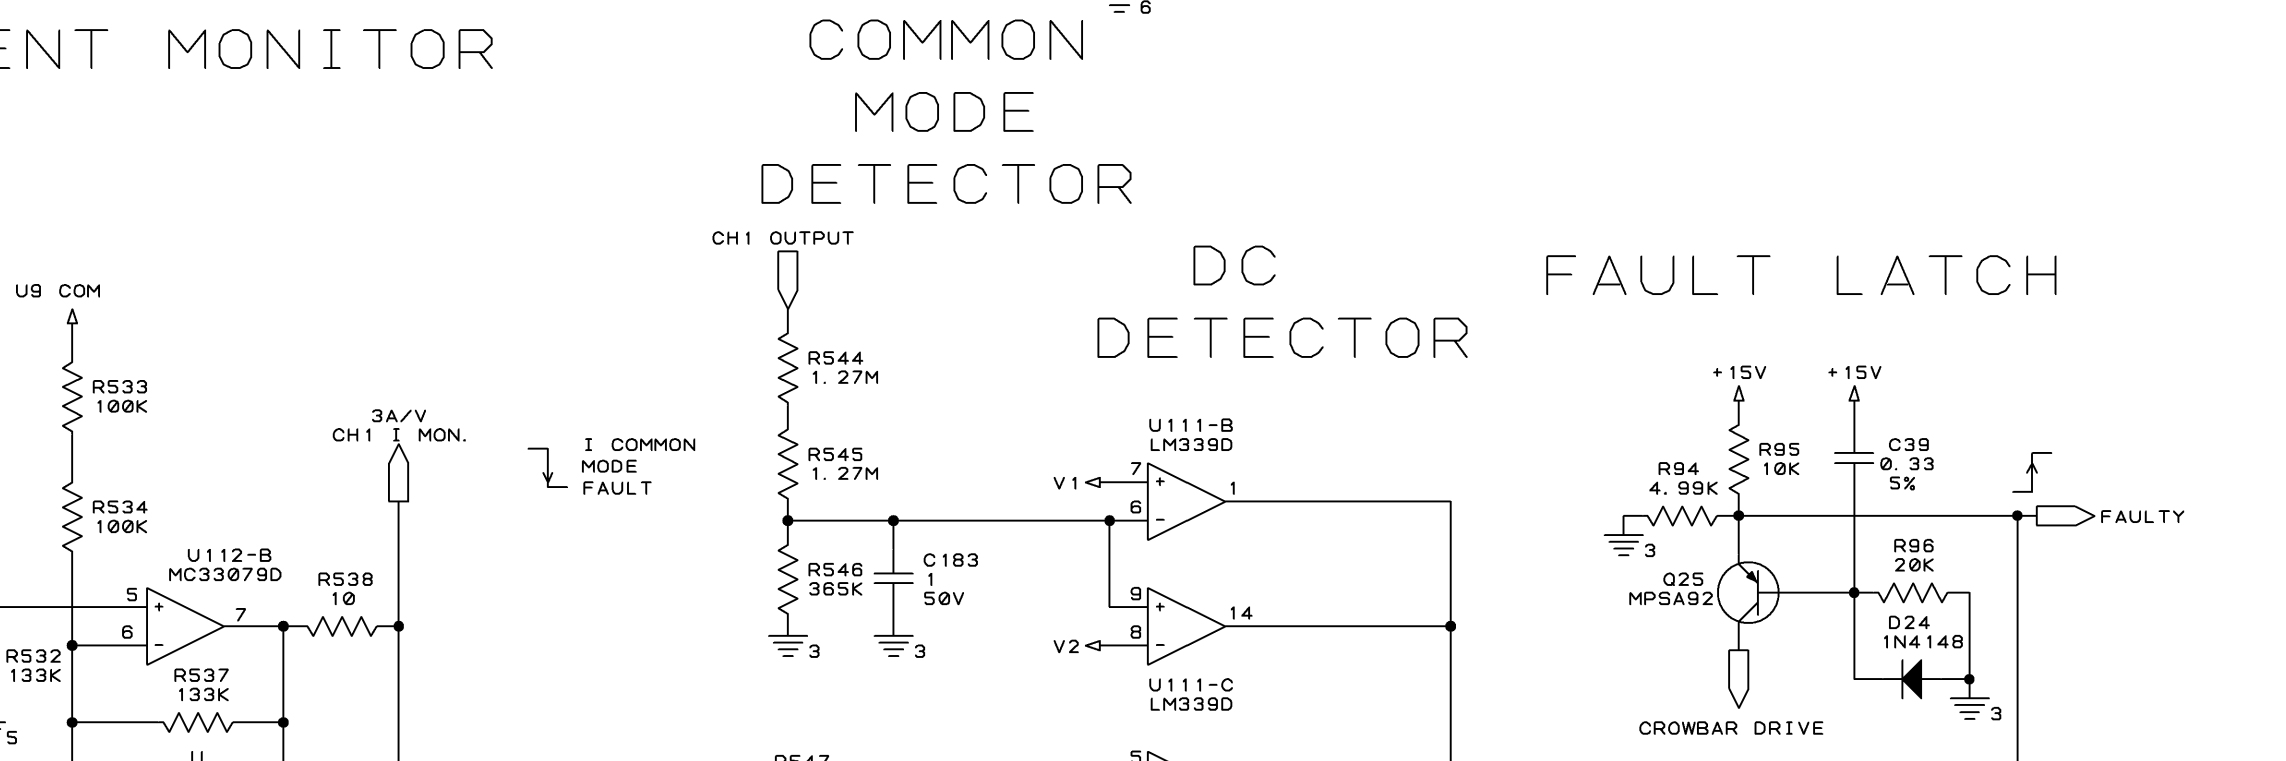 6
ENT MONITOR
COMMON
MODE
DETECTOR
CH1 OUTPUT
DC
DETECTOR
FAULT LATCH
U9 COM
R533
100K
R534
100K
3A/V
CH1 I MON.
I COMMON
MODE
FAULT
R544
1.27M
R545
1.27M
R546
365K
3
C183
1
50V
3
U111-B
LM339D
V1
7
+
6
-
1
9
+
8
-
14
V2
U111-C
LM339D
+15V
+15V
R95
10K
C39
0.33
5%
R94
4.99K
3
FAULTY
R96
20K
Q25
MPSA92
D24
1N4148
3
CROWBAR DRIVE
U112-B
MC33079D
5
+
6
-
7
R538
10
R532
133K
R537
133K
5
R547
5